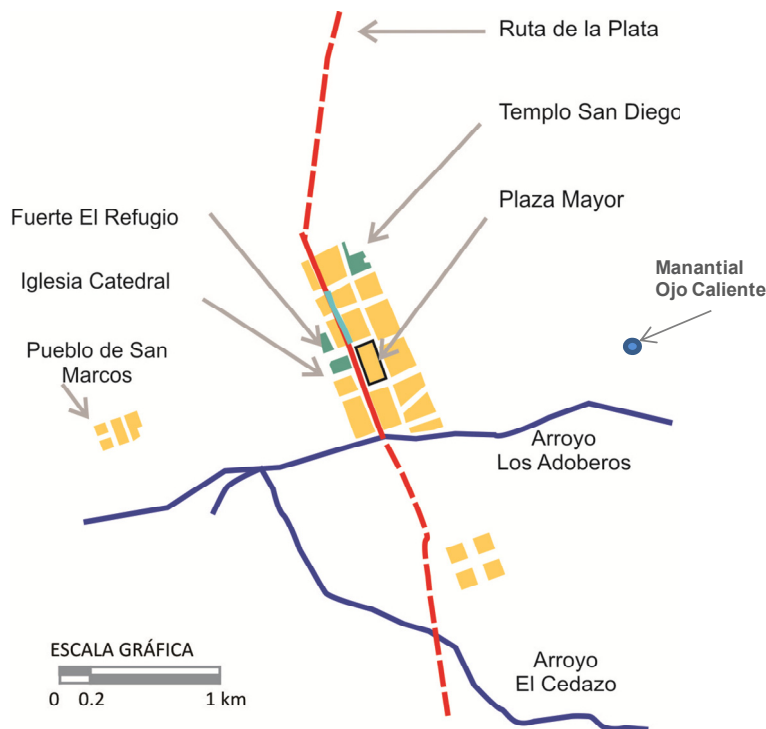 Ruta de la Plata
Templo San Diego
Plaza Mayor
Fuerte El Refugio
Iglesia Catedral
Manantial
Ojo Caliente
Pueblo de San
Marcos
Arroyo
Los Adoberos
ESCALA GRÁFICA
0 0.2 1 km
Arroyo
El Cedazo